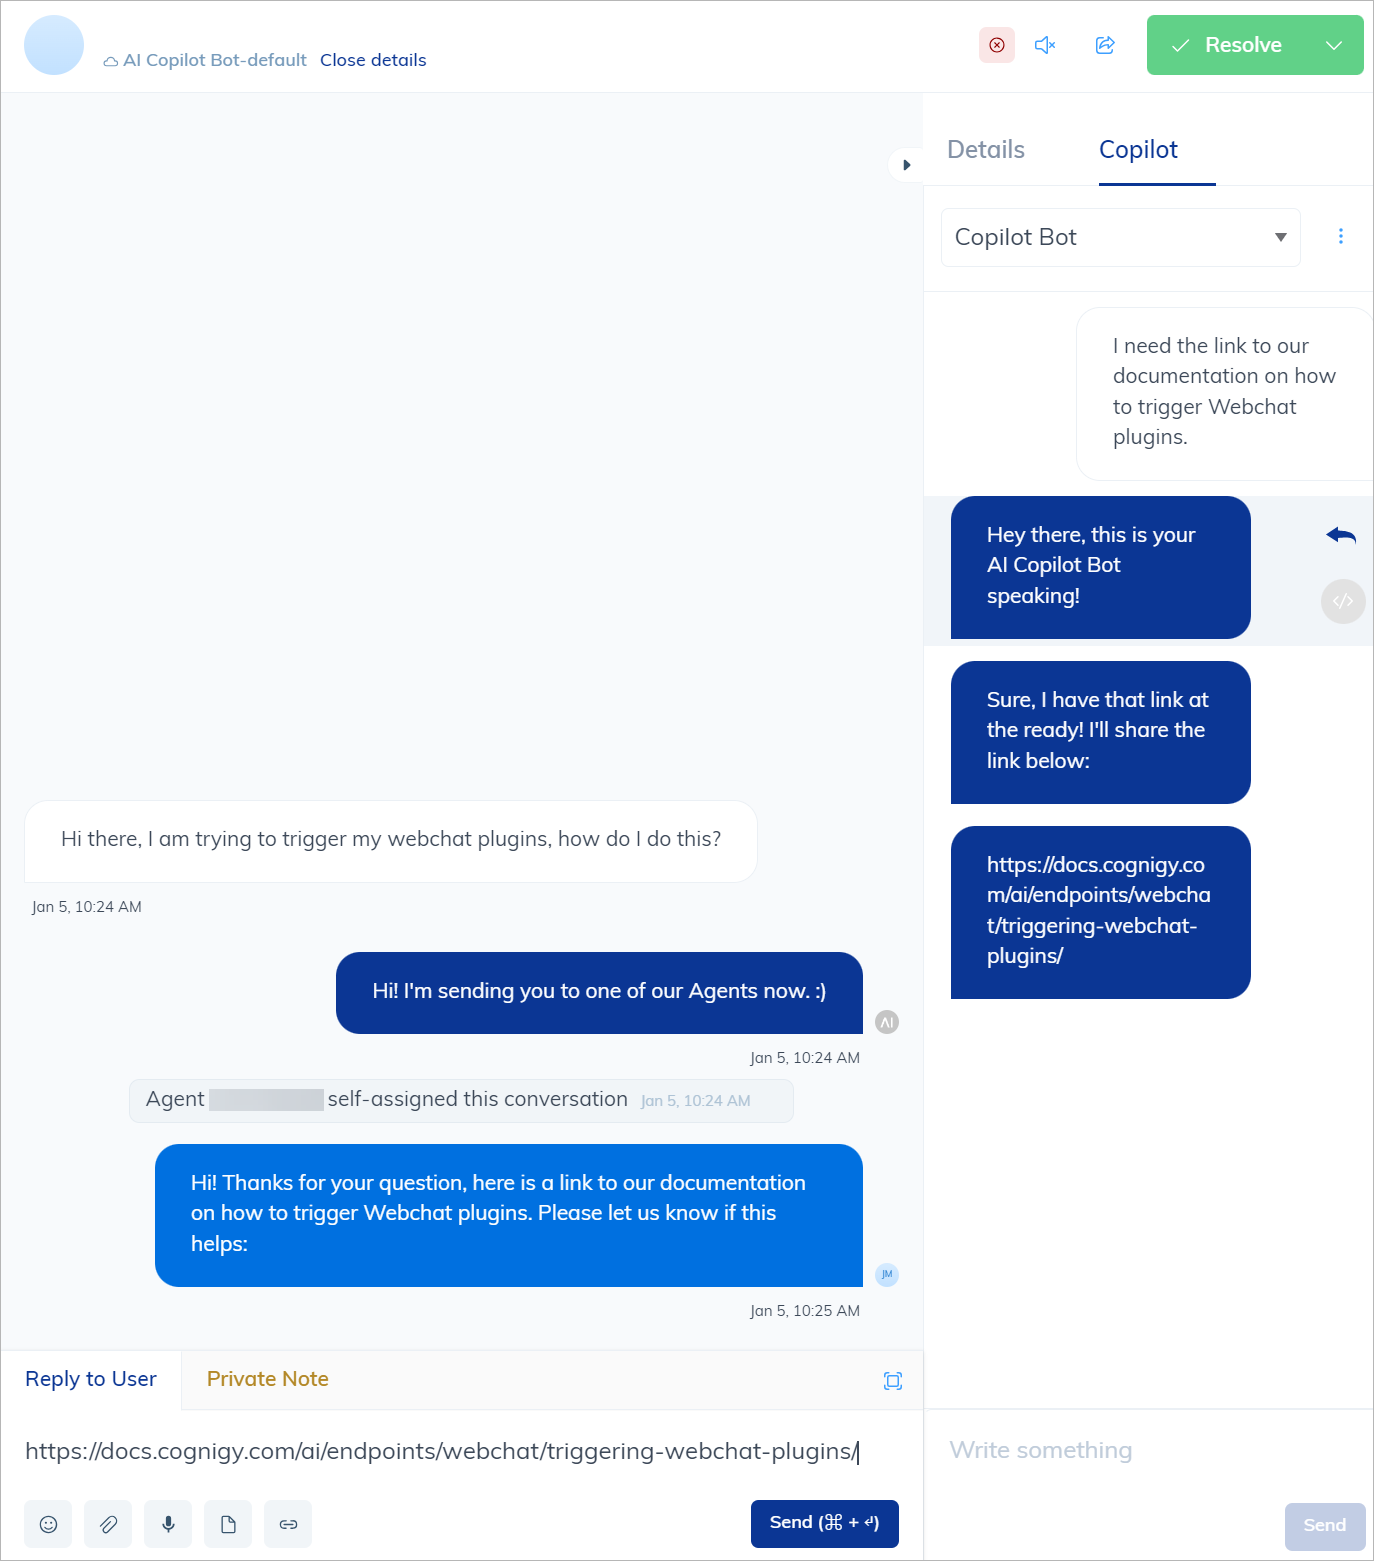 AI Copilot Bot-default Close details
Resolve
Details Copilot
Copilot Bot
I need the link to our
documentation on how
to trigger Webchat
plugins.
Hey there, this is your
AI Copilot Bot
speaking!
</>
Sure, I have that link at
the ready! I'll share the
link below:
https://docs.cognigy.co
m/ai/endpoints/webcha
t/triggering-webchat-
plugins/
Write something
Send
Hi there, I am trying to trigger my webchat plugins, how do I do this?
Jan 5, 10:24 AM
Hi! I'm sending you to one of our Agents now. :)
AI
Jan 5, 10:24 AM
Agent self-assigned this conversation Jan 5, 10:24 AM
Hi! Thanks for your question, here is a link to our documentation
on how to trigger Webchat plugins. Please let us know if this
helps:
JM
Jan 5, 10:25 AM
Reply to User Private Note
https://docs.cognigy.com/ai/endpoints/webchat/triggering-webchat-plugins/
Send (⌘ + ⏎)